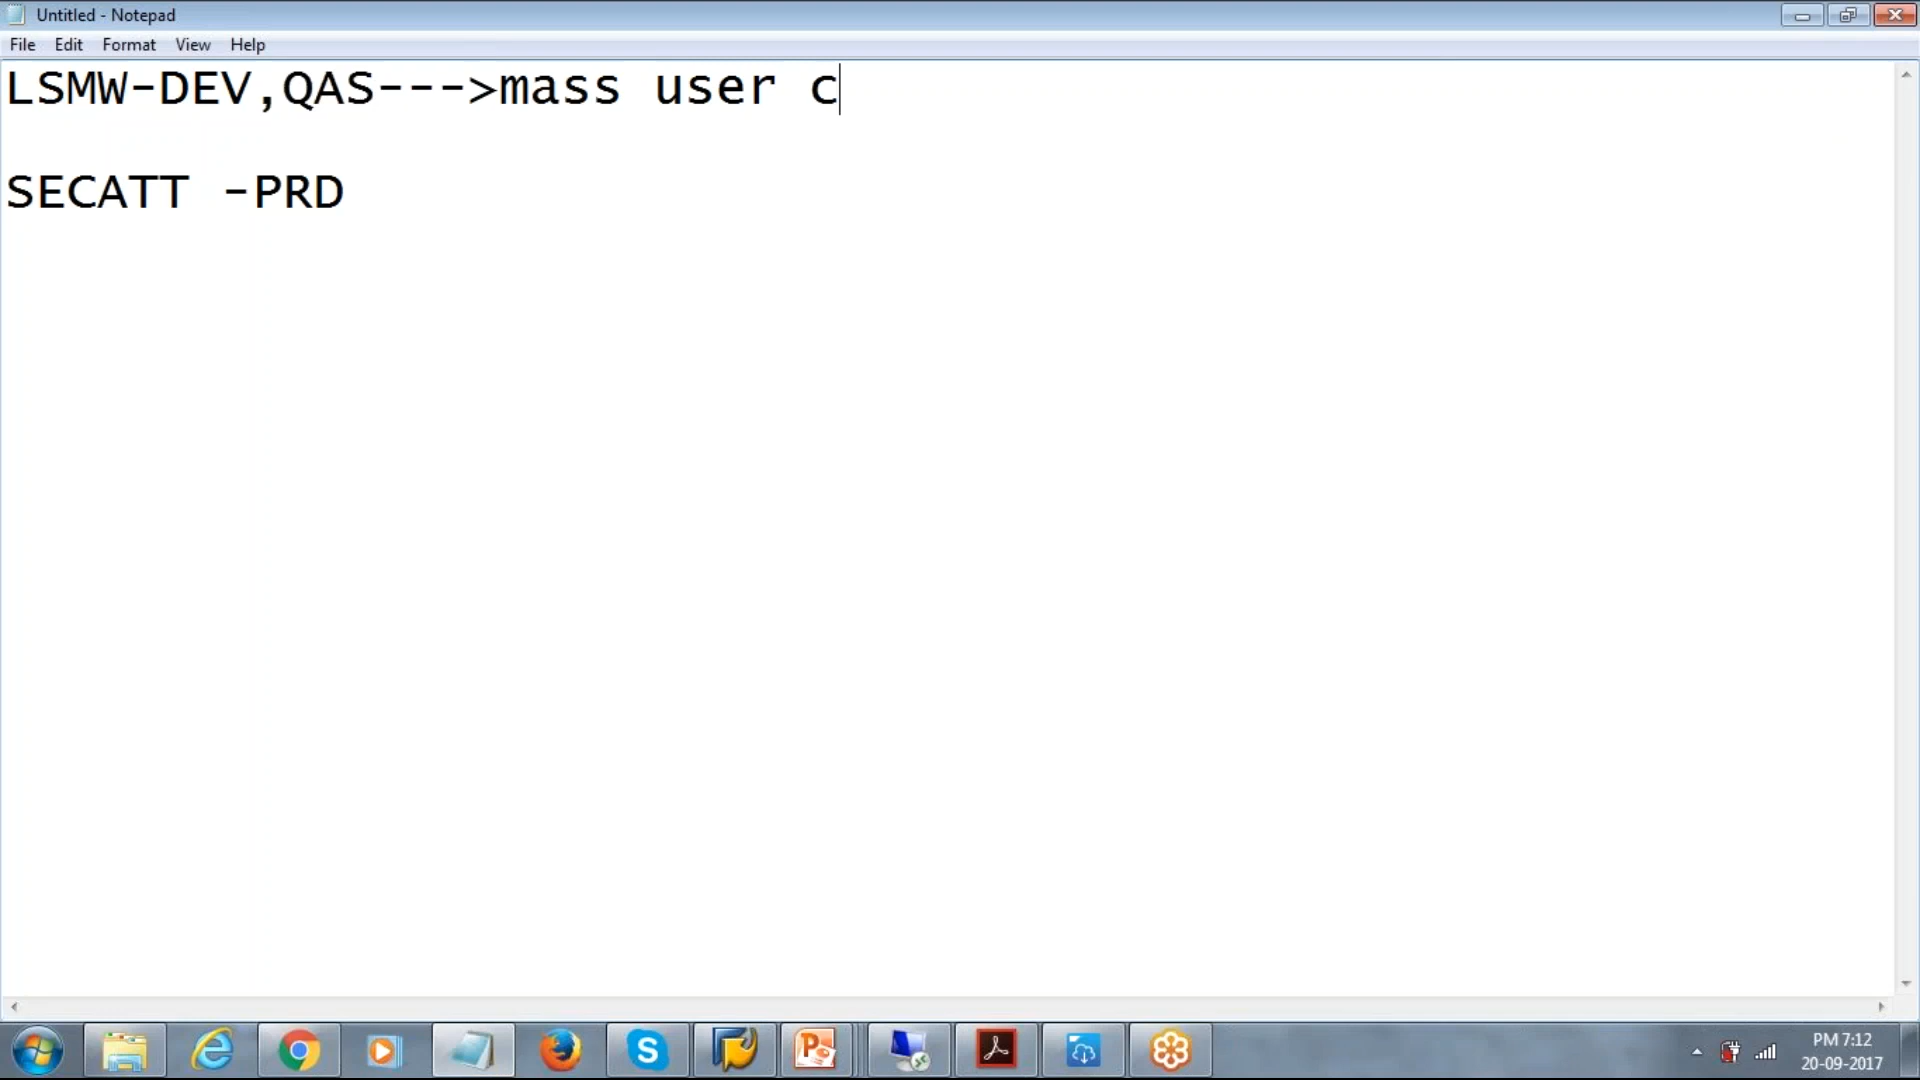 Untitled - Notepad
File Edit Format View Help
LSMW-DEV,QAS--->mass user c
SECATT -PRD
PM 7:12
20-09-2017